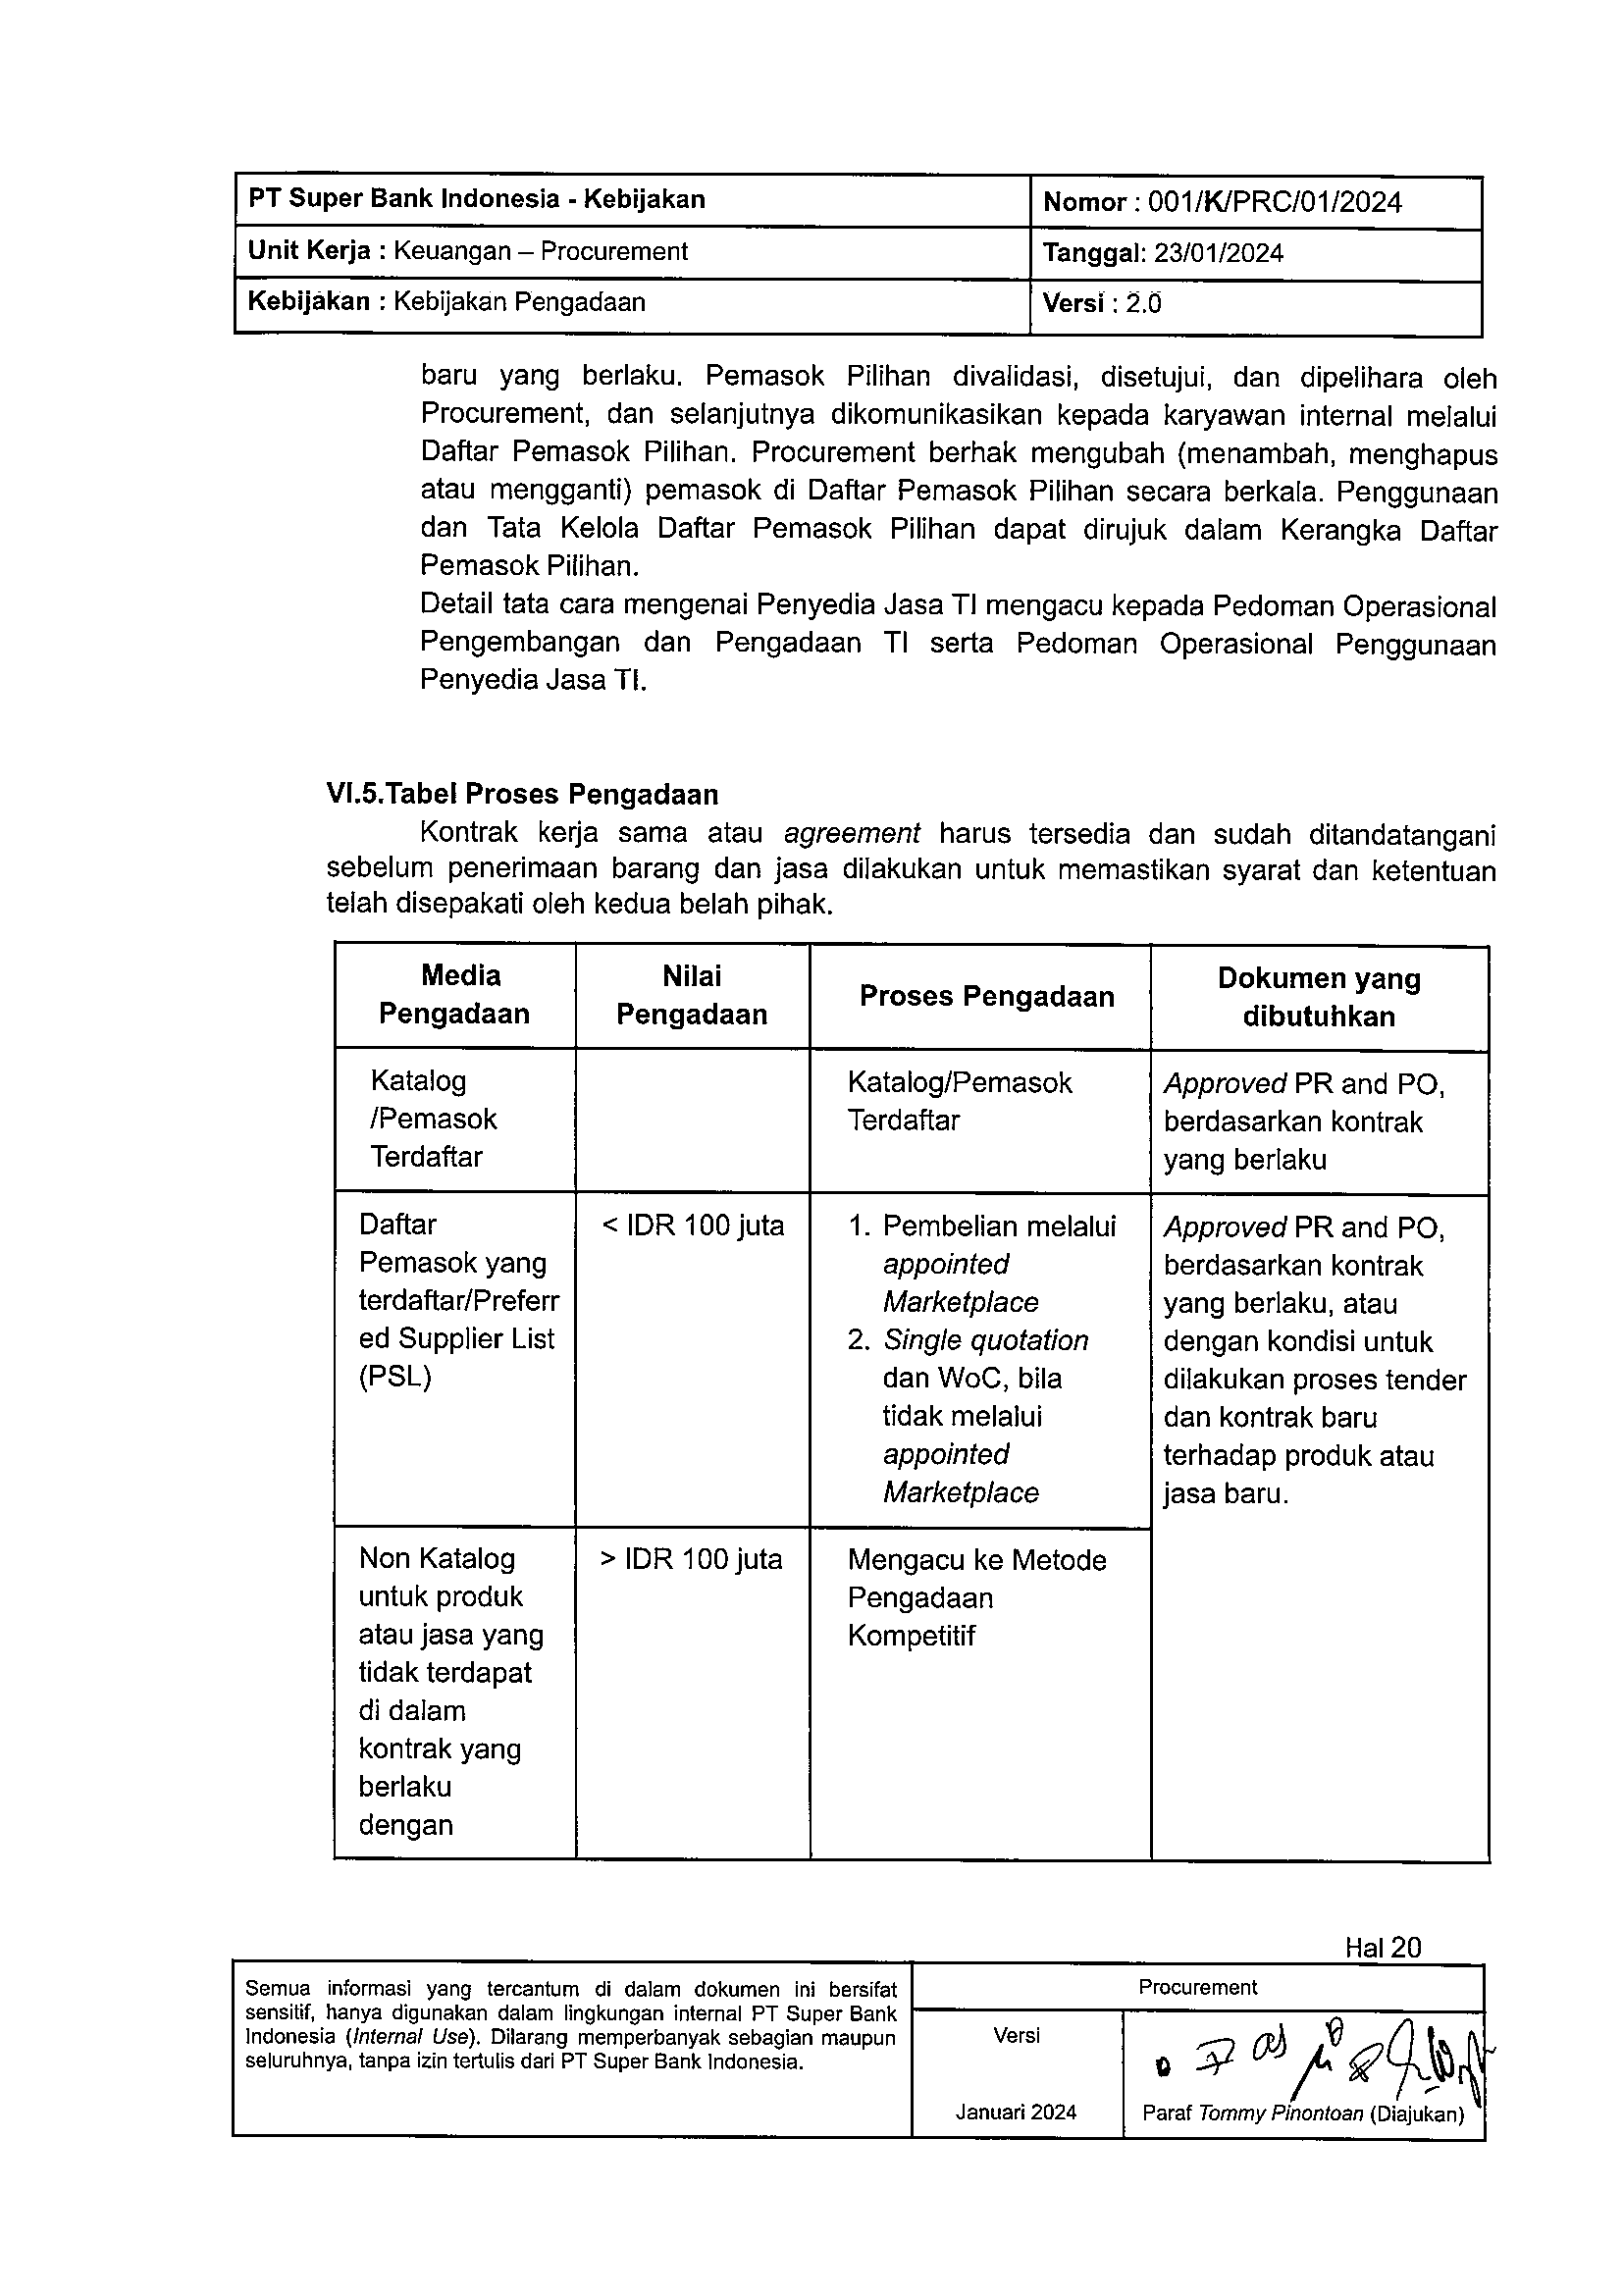 PT Super Bank Indonesia - Kebijakan
Nomor : 001/K/PRC/01/2024
Unit Kerja : Keuangan – Procurement
Tanggal: 23/01/2024
Kebijakan : Kebijakan Pengadaan
Versi : 2.0
baru yang berlaku. Pemasok Pilihan divalidasi, disetujui, dan dipelihara oleh
Procurement, dan selanjutnya dikomunikasikan kepada karyawan internal melalui
Daftar Pemasok Pilihan. Procurement berhak mengubah (menambah, menghapus
atau mengganti) pemasok di Daftar Pemasok Pilihan secara berkala. Penggunaan
dan Tata Kelola Daftar Pemasok Pilihan dapat dirujuk dalam Kerangka Daftar
Pemasok Pilihan.
Detail tata cara mengenai Penyedia Jasa TI mengacu kepada Pedoman Operasional
Pengembangan dan Pengadaan TI serta Pedoman Operasional Penggunaan
Penyedia Jasa TI.
VI.5.Tabel Proses Pengadaan
Kontrak kerja sama atau agreement harus tersedia dan sudah ditandatangani
sebelum penerimaan barang dan jasa dilakukan untuk memastikan syarat dan ketentuan
telah disepakati oleh kedua belah pihak.
Media
Pengadaan
Nilai
Pengadaan
Proses Pengadaan
Dokumen yang
dibutuhkan
Katalog
/Pemasok
Terdaftar
Katalog/Pemasok
Terdaftar
Approved PR and PO,
berdasarkan kontrak
yang berlaku
Daftar
Pemasok yang
terdaftar/Preferr
ed Supplier List
(PSL)
< IDR 100 juta
1. Pembelian melalui
appointed
Marketplace
2. Single quotation
dan WoC, bila
tidak melalui
appointed
Marketplace
Approved PR and PO,
berdasarkan kontrak
yang berlaku, atau
dengan kondisi untuk
dilakukan proses tender
dan kontrak baru
terhadap produk atau
jasa baru.
Non Katalog
untuk produk
atau jasa yang
tidak terdapat
di dalam
kontrak yang
berlaku
dengan
> IDR 100 juta
Mengacu ke Metode
Pengadaan
Kompetitif
Hal 20
Semua informasi yang tercantum di dalam dokumen ini bersifat
sensitif, hanya digunakan dalam lingkungan internal PT Super Bank
Indonesia (Internal Use). Dilarang memperbanyak sebagian maupun
seluruhnya, tanpa izin tertulis dari PT Super Bank Indonesia.
Procurement
Versi
Januari 2024
Paraf Tommy Pinontoan (Diajukan)